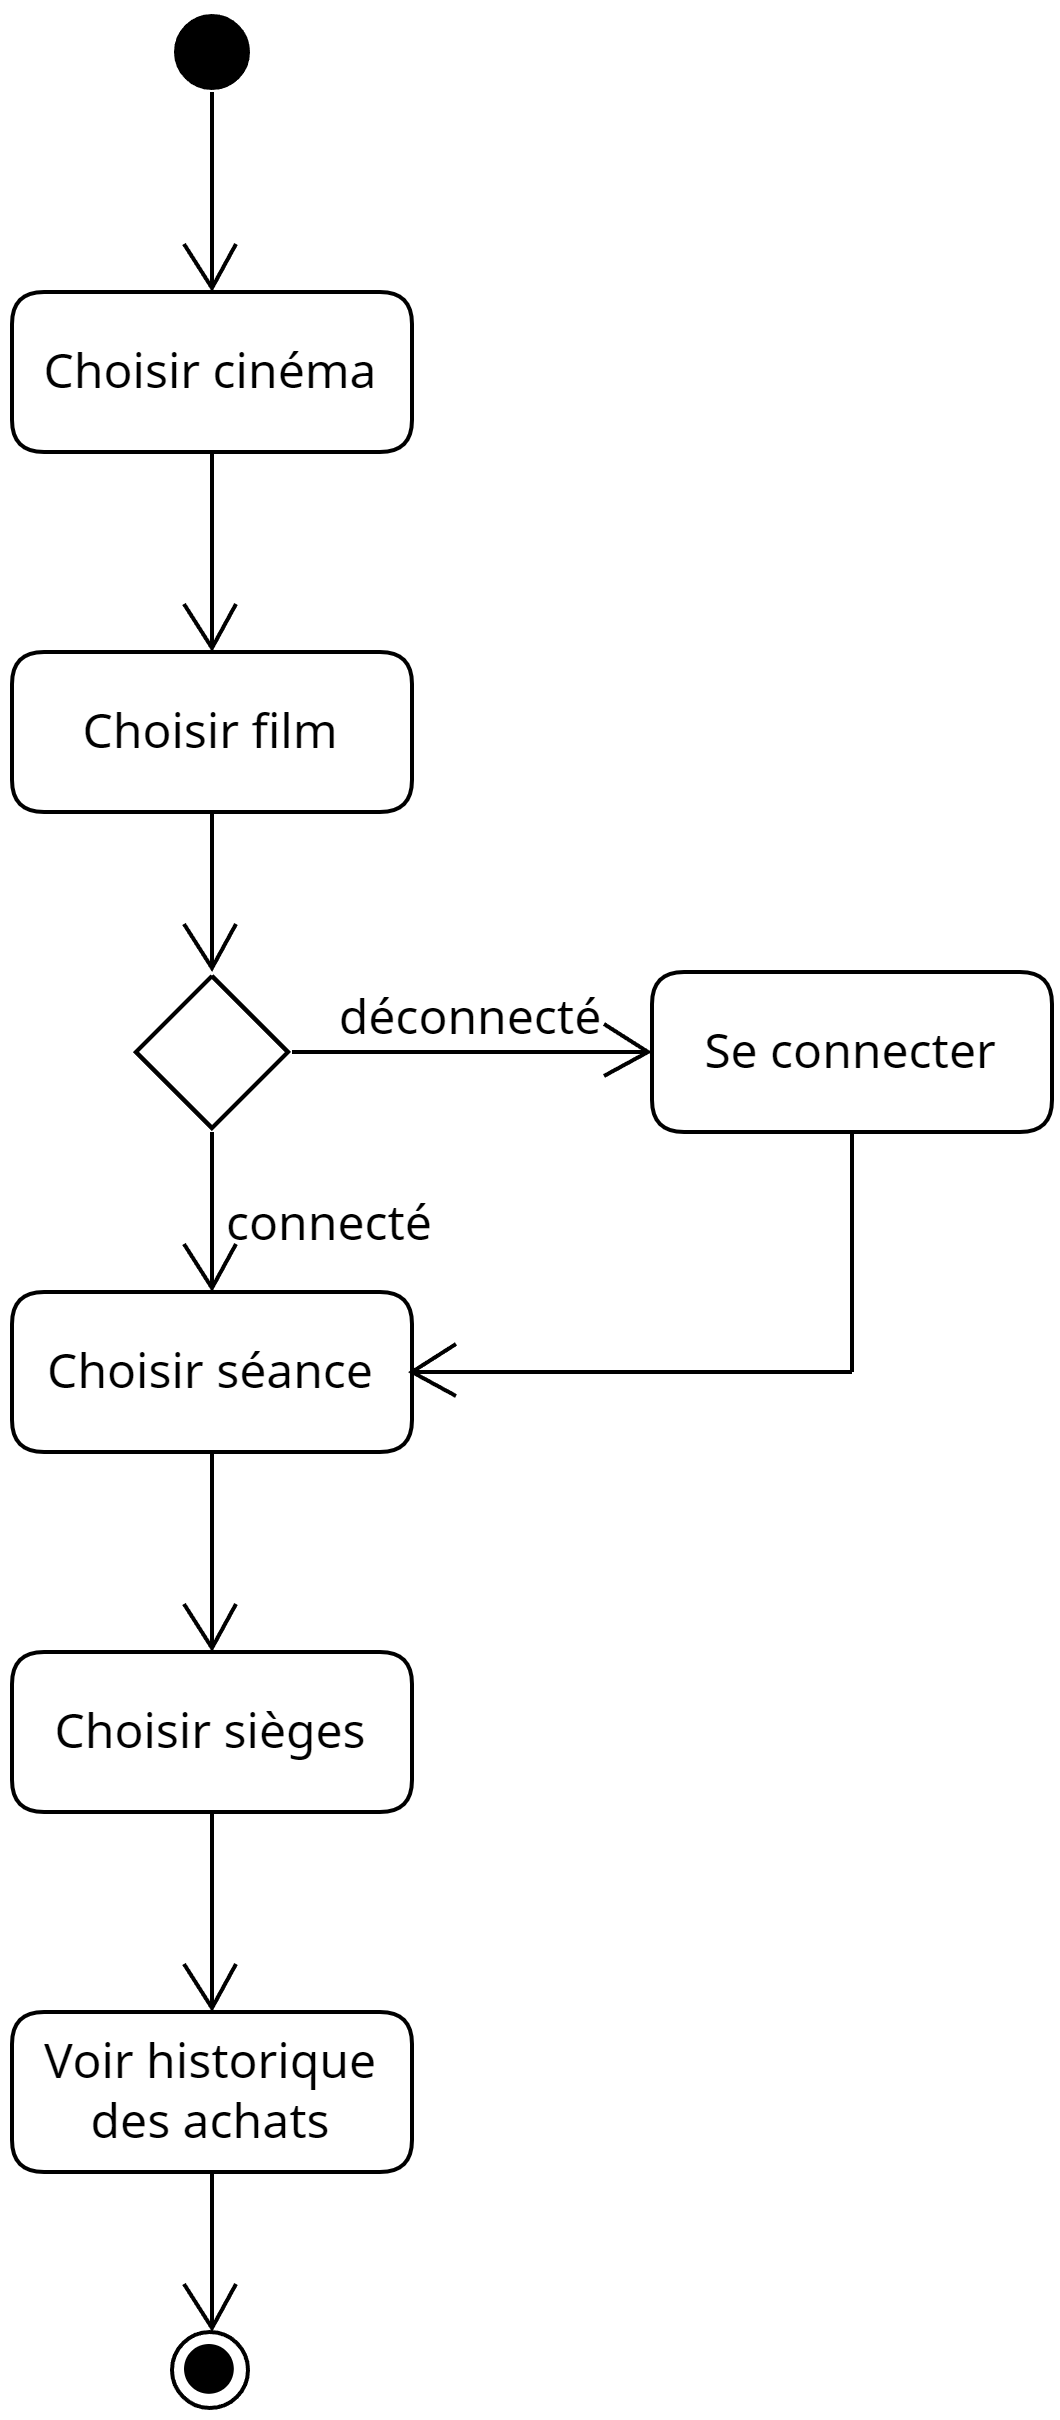 Choisir cinéma
Choisir film
déconnecté
Se connecter
connecté
Choisir séance
Choisir sièges
Voir historique
des achats